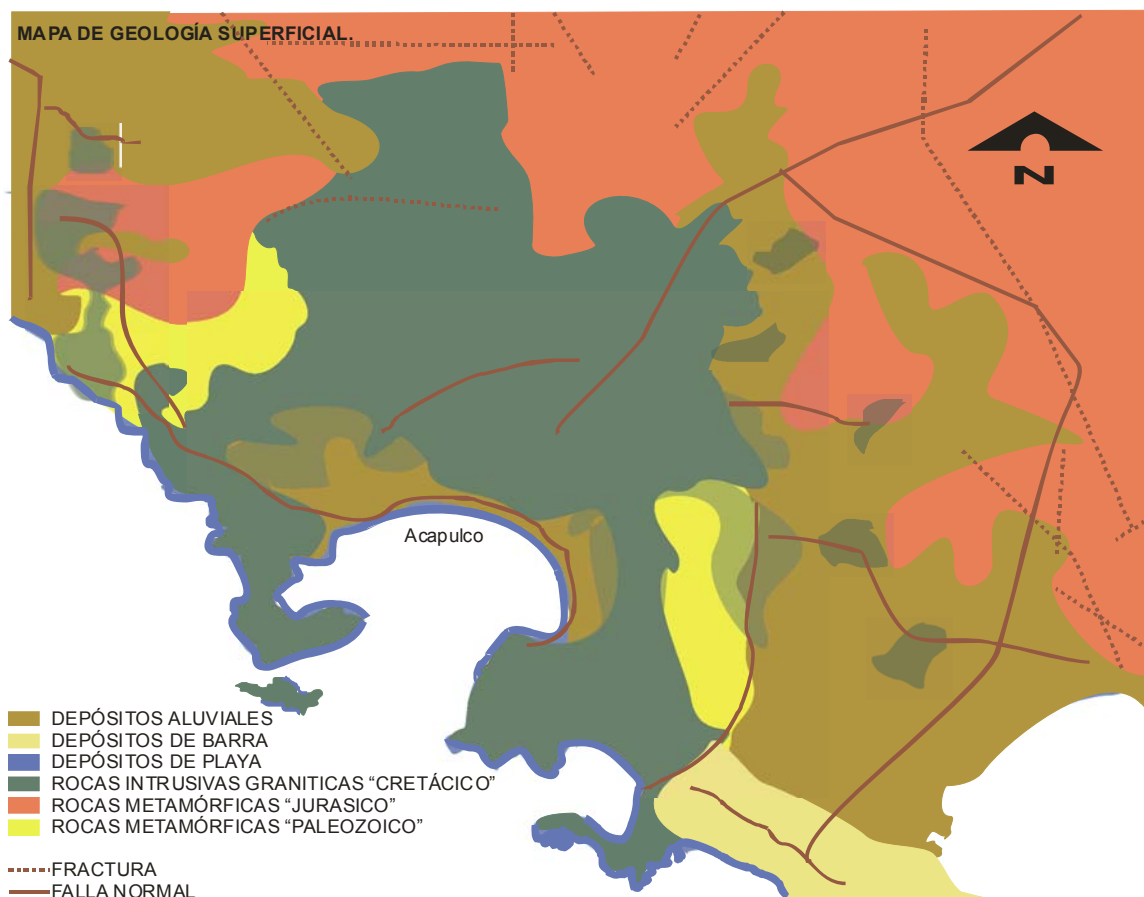 MAPA DE GEOLOGÍA SUPERFICIAL.
N
Acapulco
DEPÓSITOS ALUVIALES
DEPÓSITOS DE BARRA
DEPÓSITOS DE PLAYA
ROCAS INTRUSIVAS GRANITICAS “CRETÁCICO”
ROCAS METAMÓRFICAS “JURASICO”
ROCAS METAMÓRFICAS “PALEOZOICO”
FRACTURA
FALLA NORMAL